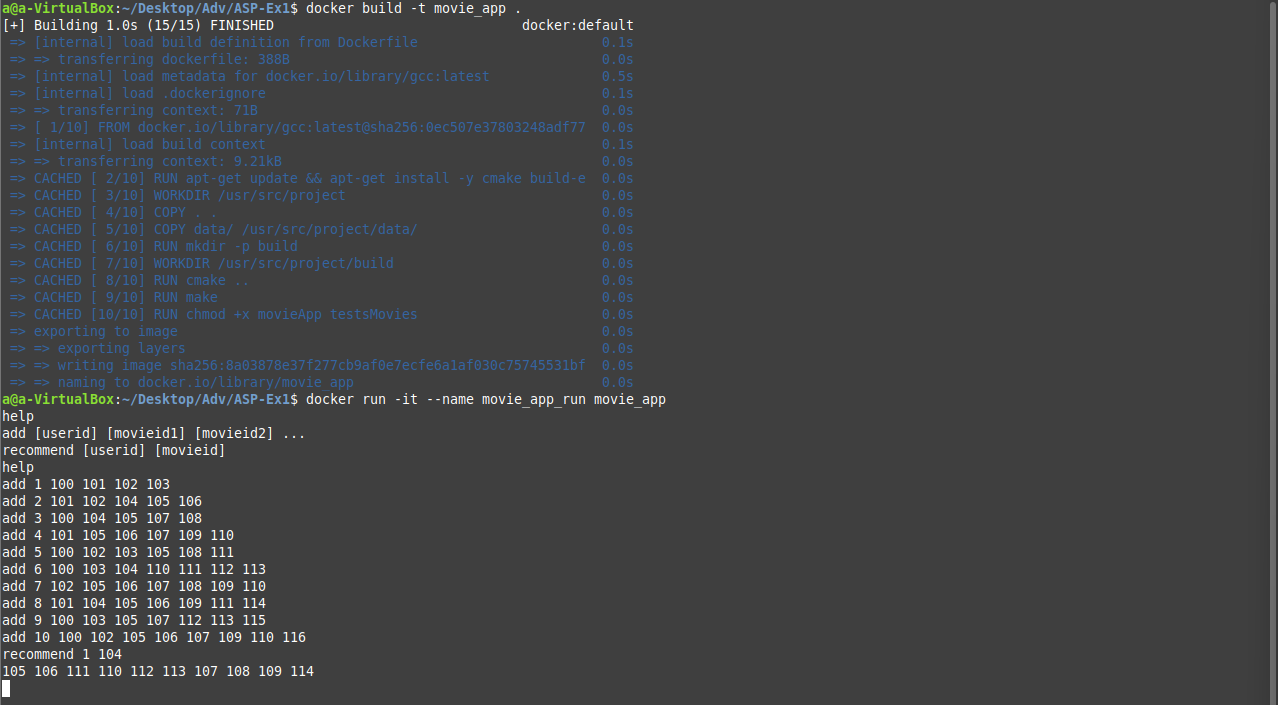 a@a-VirtualBox:~/Desktop/Adv/ASP-Ex1$ docker build -t movie_app .
[+] Building 1.0s (15/15) FINISHED docker:default
=> [internal] load build definition from Dockerfile 0.1s
=> => transferring dockerfile: 388B 0.0s
=> [internal] load metadata for docker.io/library/gcc:latest 0.5s
=> [internal] load .dockerignore 0.1s
=> => transferring context: 71B 0.0s
=> [ 1/10] FROM docker.io/library/gcc:latest@sha256:0ec507e37803248adf77 0.0s
=> [internal] load build context 0.1s
=> => transferring context: 9.21kB 0.0s
=> CACHED [ 2/10] RUN apt-get update && apt-get install -y cmake build-e 0.0s
=> CACHED [ 3/10] WORKDIR /usr/src/project 0.0s
=> CACHED [ 4/10] COPY . . 0.0s
=> CACHED [ 5/10] COPY data/ /usr/src/project/data/ 0.0s
=> CACHED [ 6/10] RUN mkdir -p build 0.0s
=> CACHED [ 7/10] WORKDIR /usr/src/project/build 0.0s
=> CACHED [ 8/10] RUN cmake .. 0.0s
=> CACHED [ 9/10] RUN make 0.0s
=> CACHED [10/10] RUN chmod +x movieApp testsMovies 0.0s
=> exporting to image 0.0s
=> => exporting layers 0.0s
=> => writing image sha256:8a03878e37f277cb9af0e7ecfe6a1af030c75745531bf 0.0s
=> => naming to docker.io/library/movie_app 0.0s
a@a-VirtualBox:~/Desktop/Adv/ASP-Ex1$ docker run -it --name movie_app_run movie_app
help
add [userid] [movieid1] [movieid2] ...
recommend [userid] [movieid]
help
add 1 100 101 102 103
add 2 101 102 104 105 106
add 3 100 104 105 107 108
add 4 101 105 106 107 109 110
add 5 100 102 103 105 108 111
add 6 100 103 104 110 111 112 113
add 7 102 105 106 107 108 109 110
add 8 101 104 105 106 109 111 114
add 9 100 103 105 107 112 113 115
add 10 100 102 105 106 107 109 110 116
recommend 1 104
105 106 111 110 112 113 107 108 109 114